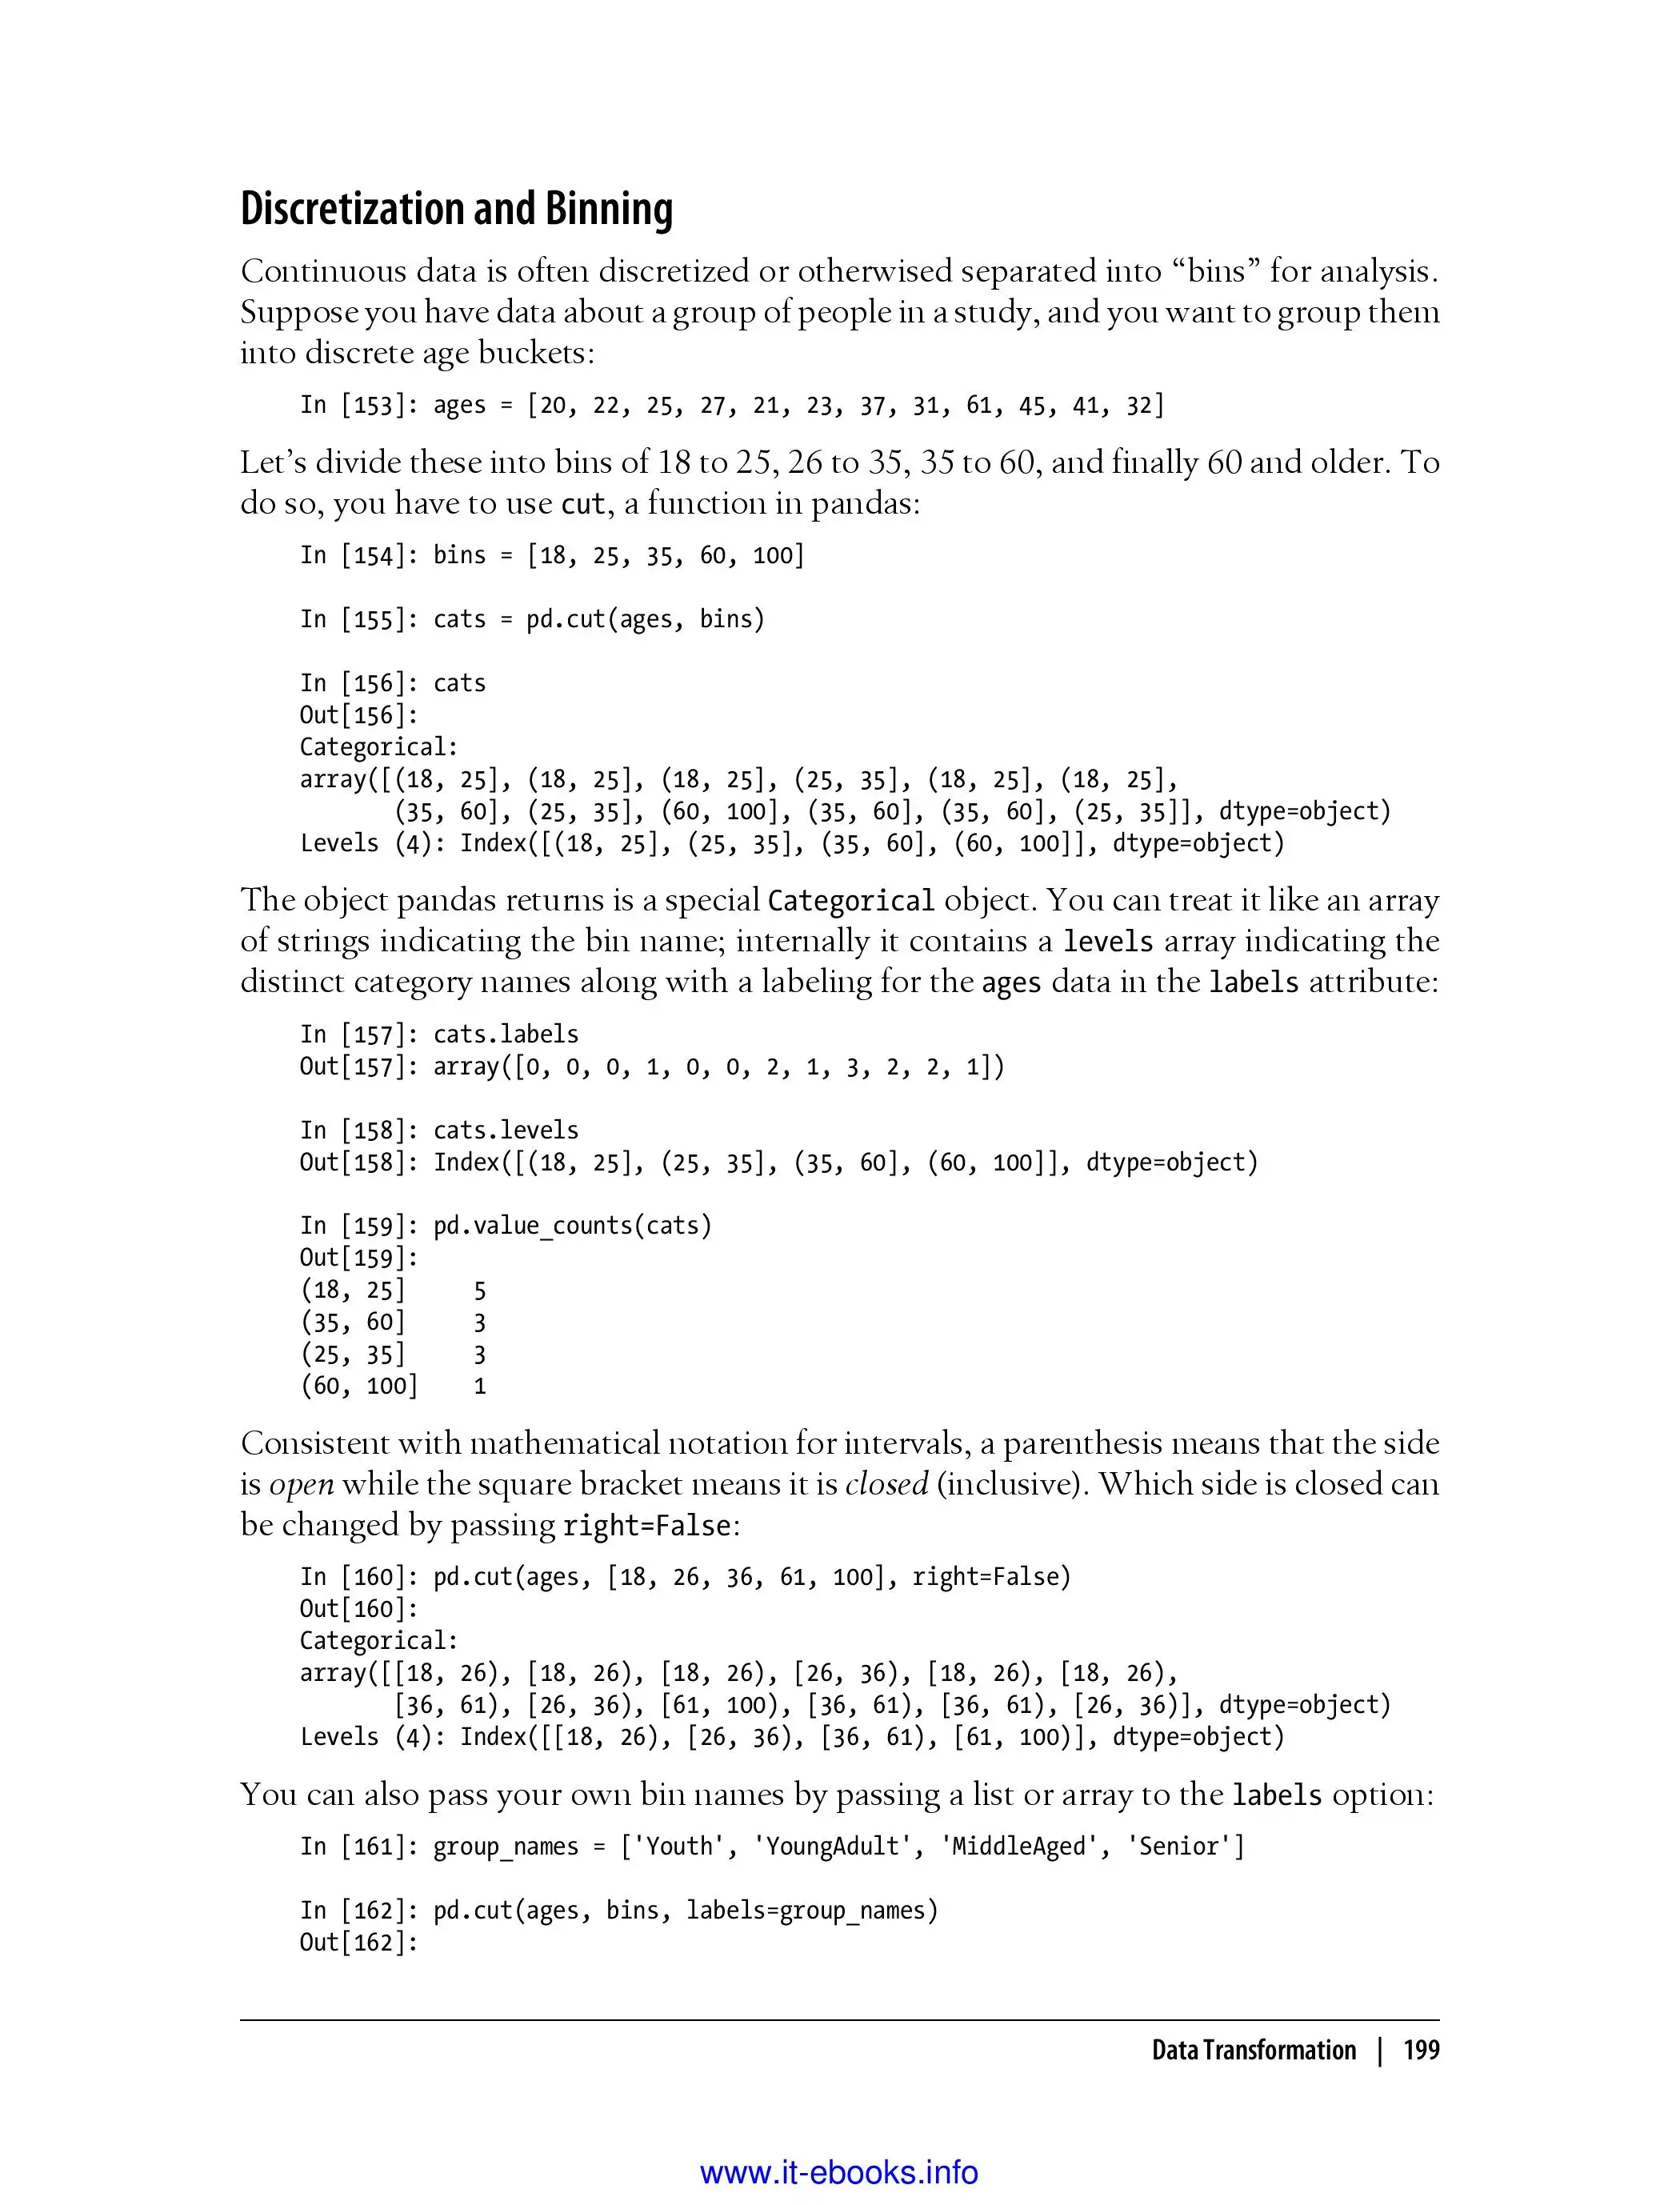 Discretization and Binning
Continuous data is often discretized or otherwised separated into “bins” for analysis.
Suppose you have data about a group of people in a study, and you want to group them
into discrete age buckets:
In [153]: ages = [20, 22, 25, 27, 21, 23, 37, 31, 61, 45, 41, 32]
Let’s divide these into bins of 18 to 25, 26 to 35, 35 to 60, and finally 60 and older. To
do so, you have to use cut, a function in pandas:
In [154]: bins = [18, 25, 35, 60, 100]
In [155]: cats = pd.cut(ages, bins)
In [156]: cats
Out[156]:
Categorical:
array([(18, 25], (18, 25], (18, 25], (25, 35], (18, 25], (18, 25],
(35, 60], (25, 35], (60, 100], (35, 60], (35, 60], (25, 35]], dtype=object)
Levels (4): Index([(18, 25], (25, 35], (35, 60], (60, 100]], dtype=object)
The object pandas returns is a special Categorical object. You can treat it like an array
of strings indicating the bin name; internally it contains a levels array indicating the
distinct category names along with a labeling for the ages data in the labels attribute:
In [157]: cats.labels
Out[157]: array([0, 0, 0, 1, 0, 0, 2, 1, 3, 2, 2, 1])
In [158]: cats.levels
Out[158]: Index([(18, 25], (25, 35], (35, 60], (60, 100]], dtype=object)
In [159]: pd.value_counts(cats)
Out[159]:
(18, 25]     5
(35, 60]     3
(25, 35]     3
(60, 100]    1
Consistent with mathematical notation for intervals, a parenthesis means that the side
is open while the square bracket means it is closed (inclusive). Which side is closed can
be changed by passing right=False:
In [160]: pd.cut(ages, [18, 26, 36, 61, 100], right=False)
Out[160]:
Categorical:
array([[18, 26), [18, 26), [18, 26), [26, 36), [18, 26), [18, 26),
[36, 61), [26, 36), [61, 100), [36, 61), [36, 61), [26, 36)], dtype=object)
Levels (4): Index([[18, 26), [26, 36), [36, 61), [61, 100)], dtype=object)
You can also pass your own bin names by passing a list or array to the labels option:
In [161]: group_names = ['Youth', 'YoungAdult', 'MiddleAged', 'Senior']
In [162]: pd.cut(ages, bins, labels=group_names)
Out[162]:
Data Transformation | 199
www.it-ebooks.info